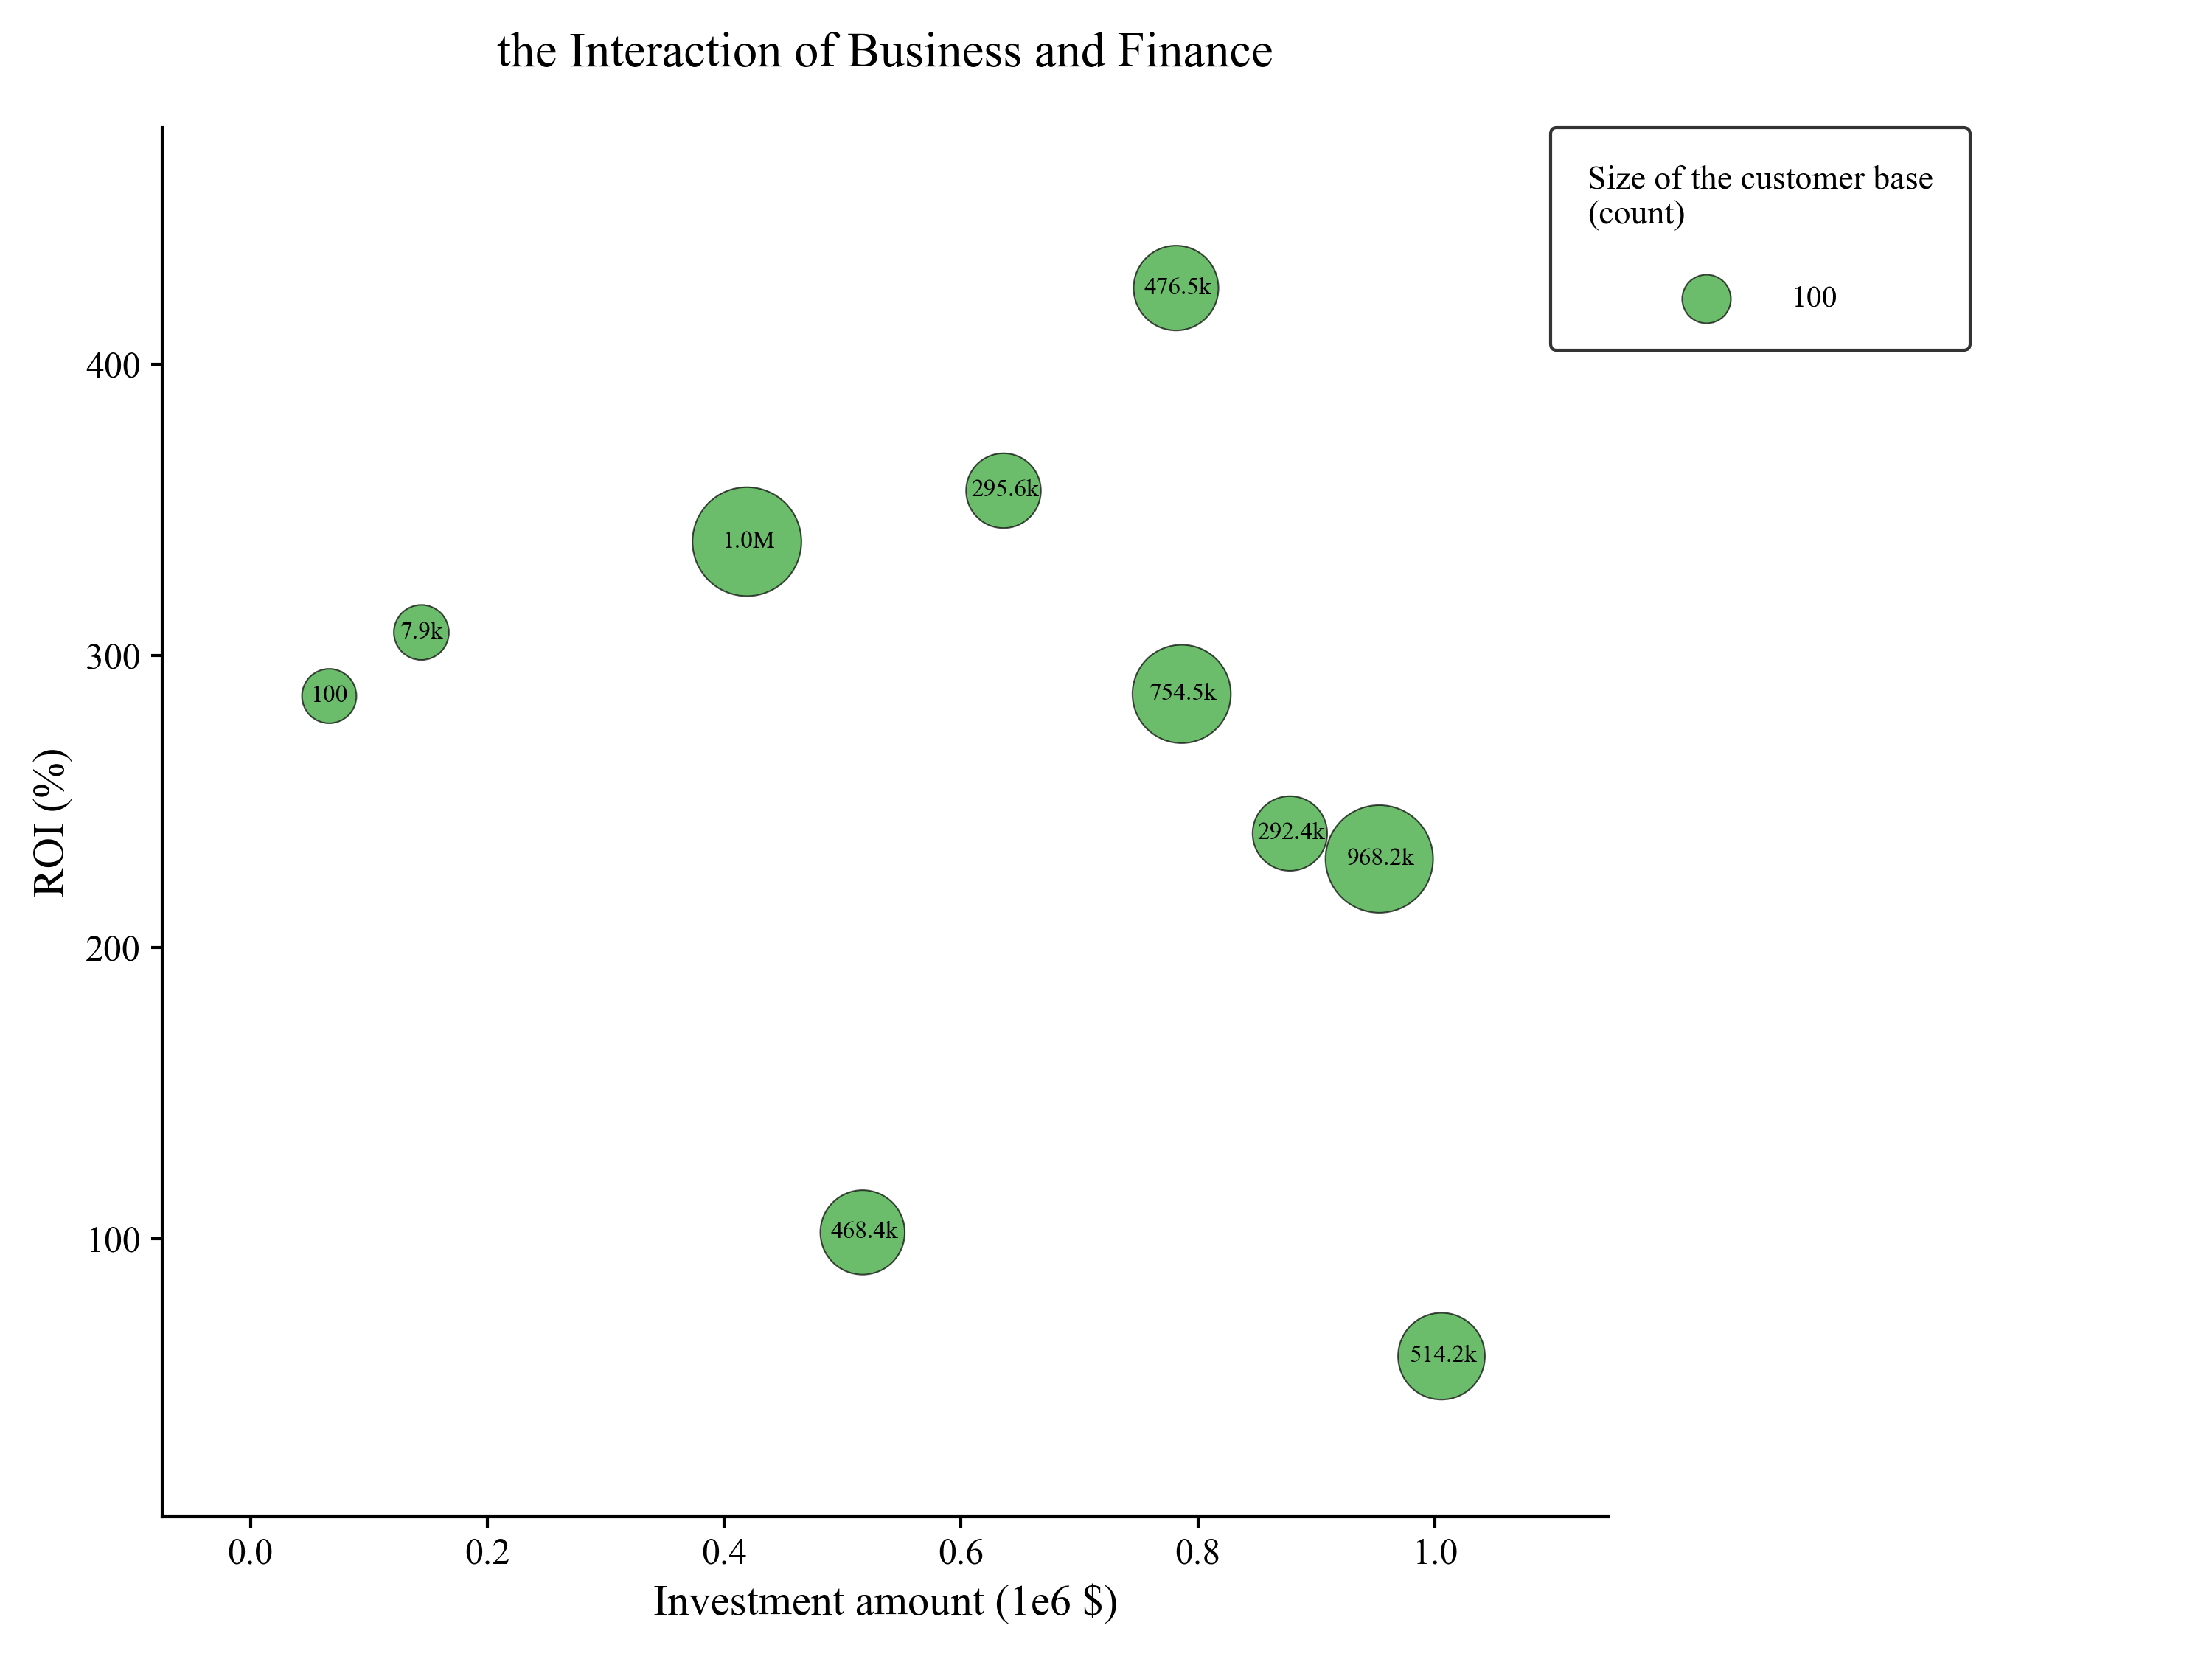 the Interaction of Business and Finance
Size of the customer base
(count)
100
476.5k
400
295.6k
1.0M
7.9k
300
100
754.5k
292.4k
968.2k
ROI (%)
200
468.4k
100
514.2k
0.0 0.2 0.4 0.6 0.8 1.0
Investment amount (1e6 $)